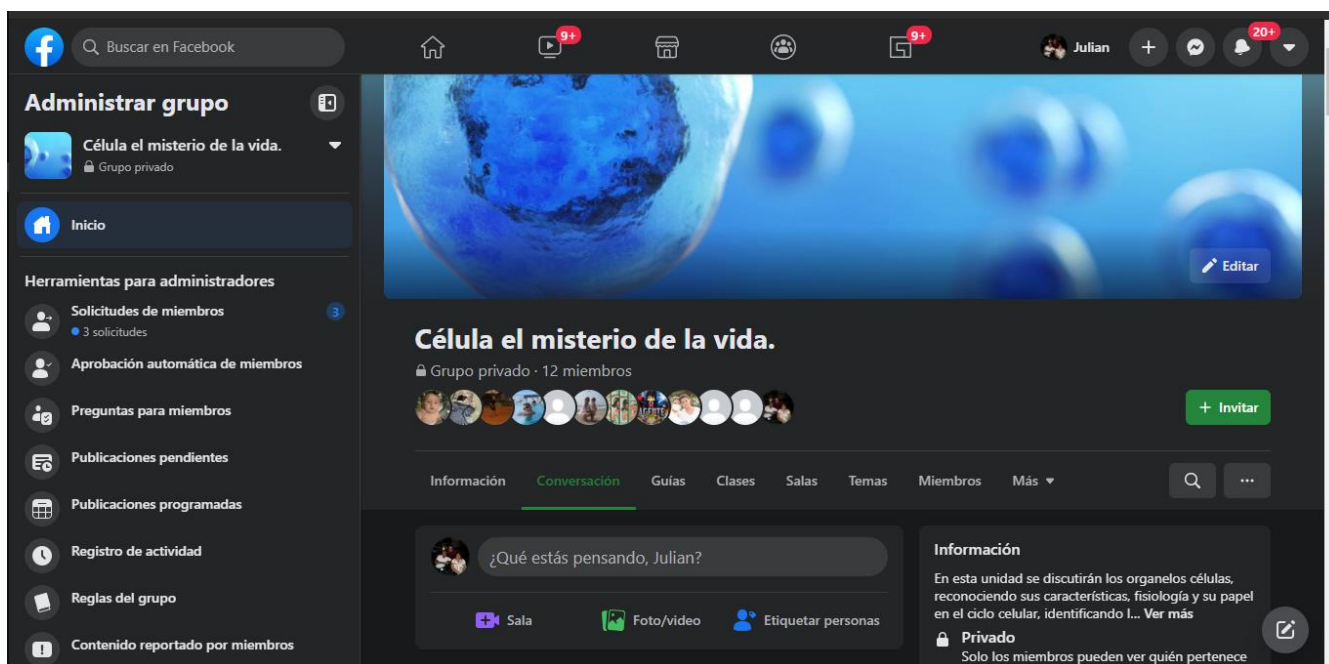 Buscar en Facebook
9+
9+
Julian
20+
Administrar grupo
Célula el misterio de la vida.
Grupo privado
Inicio
Herramientas para administradores
Solicitudes de miembros
3
3 solicitudes
Aprobación automática de miembros
Preguntas para miembros
Publicaciones pendientes
Publicaciones programadas
Registro de actividad
Reglas del grupo
Contenido reportado por miembros
Editar
Célula el misterio de la vida.
Grupo privado · 12 miembros
AGENTE
+ Invitar
Información
Conversación
Guías
Clases
Salas
Temas
Miembros
Más
¿Qué estás pensando, Julian?
Sala
Foto/video
Etiquetar personas
Información
En esta unidad se discutirán los organelos células,
reconociendo sus características, fisiología y su papel
en el ciclo celular, identificando l... Ver más
Privado
Solo los miembros pueden ver quién pertenece